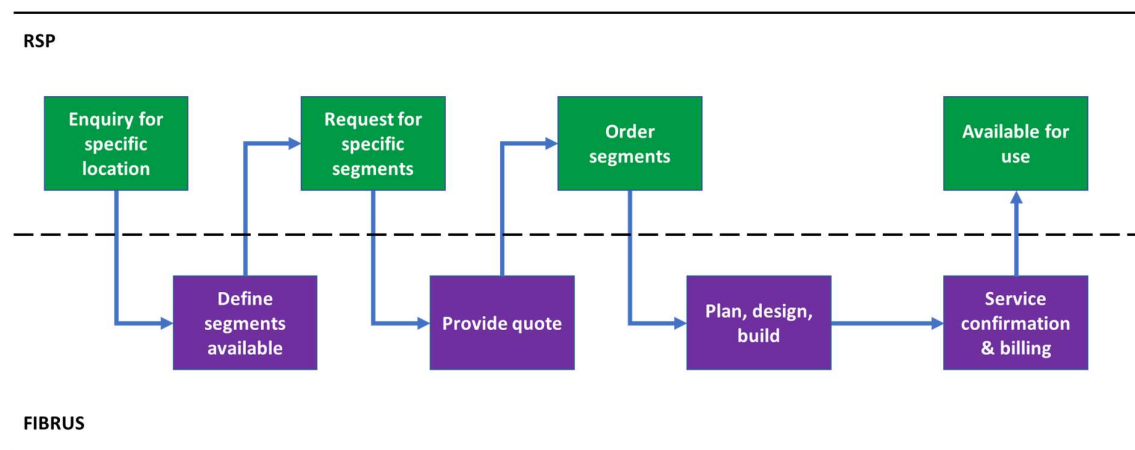 RSP
Enquiry for
specific
location
Request for
specific
segments
Order
segments
Available for
use
Define
segments
available
Provide quote
Plan, design,
build
Service
confirmation
& billing
FIBRUS